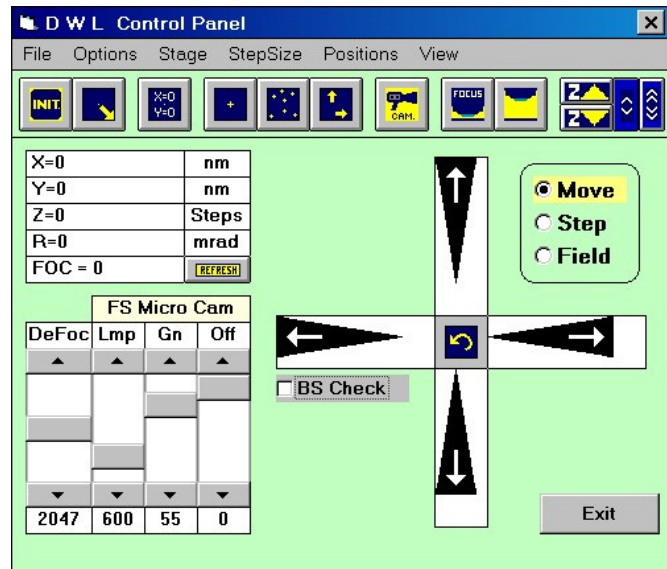 D W L Control Panel
File Options Stage StepSize Positions View
INIT. X=0 Y=0 + CAM. FOCUS Z Z
X=0 nm
Y=0 nm
Z=0 Steps
R=0 mrad
FOC = 0 REFRESH
Move
Step
Field
FS Micro Cam
DeFoc Lmp Gn Off
BS Check
2047 600 55 0
Exit